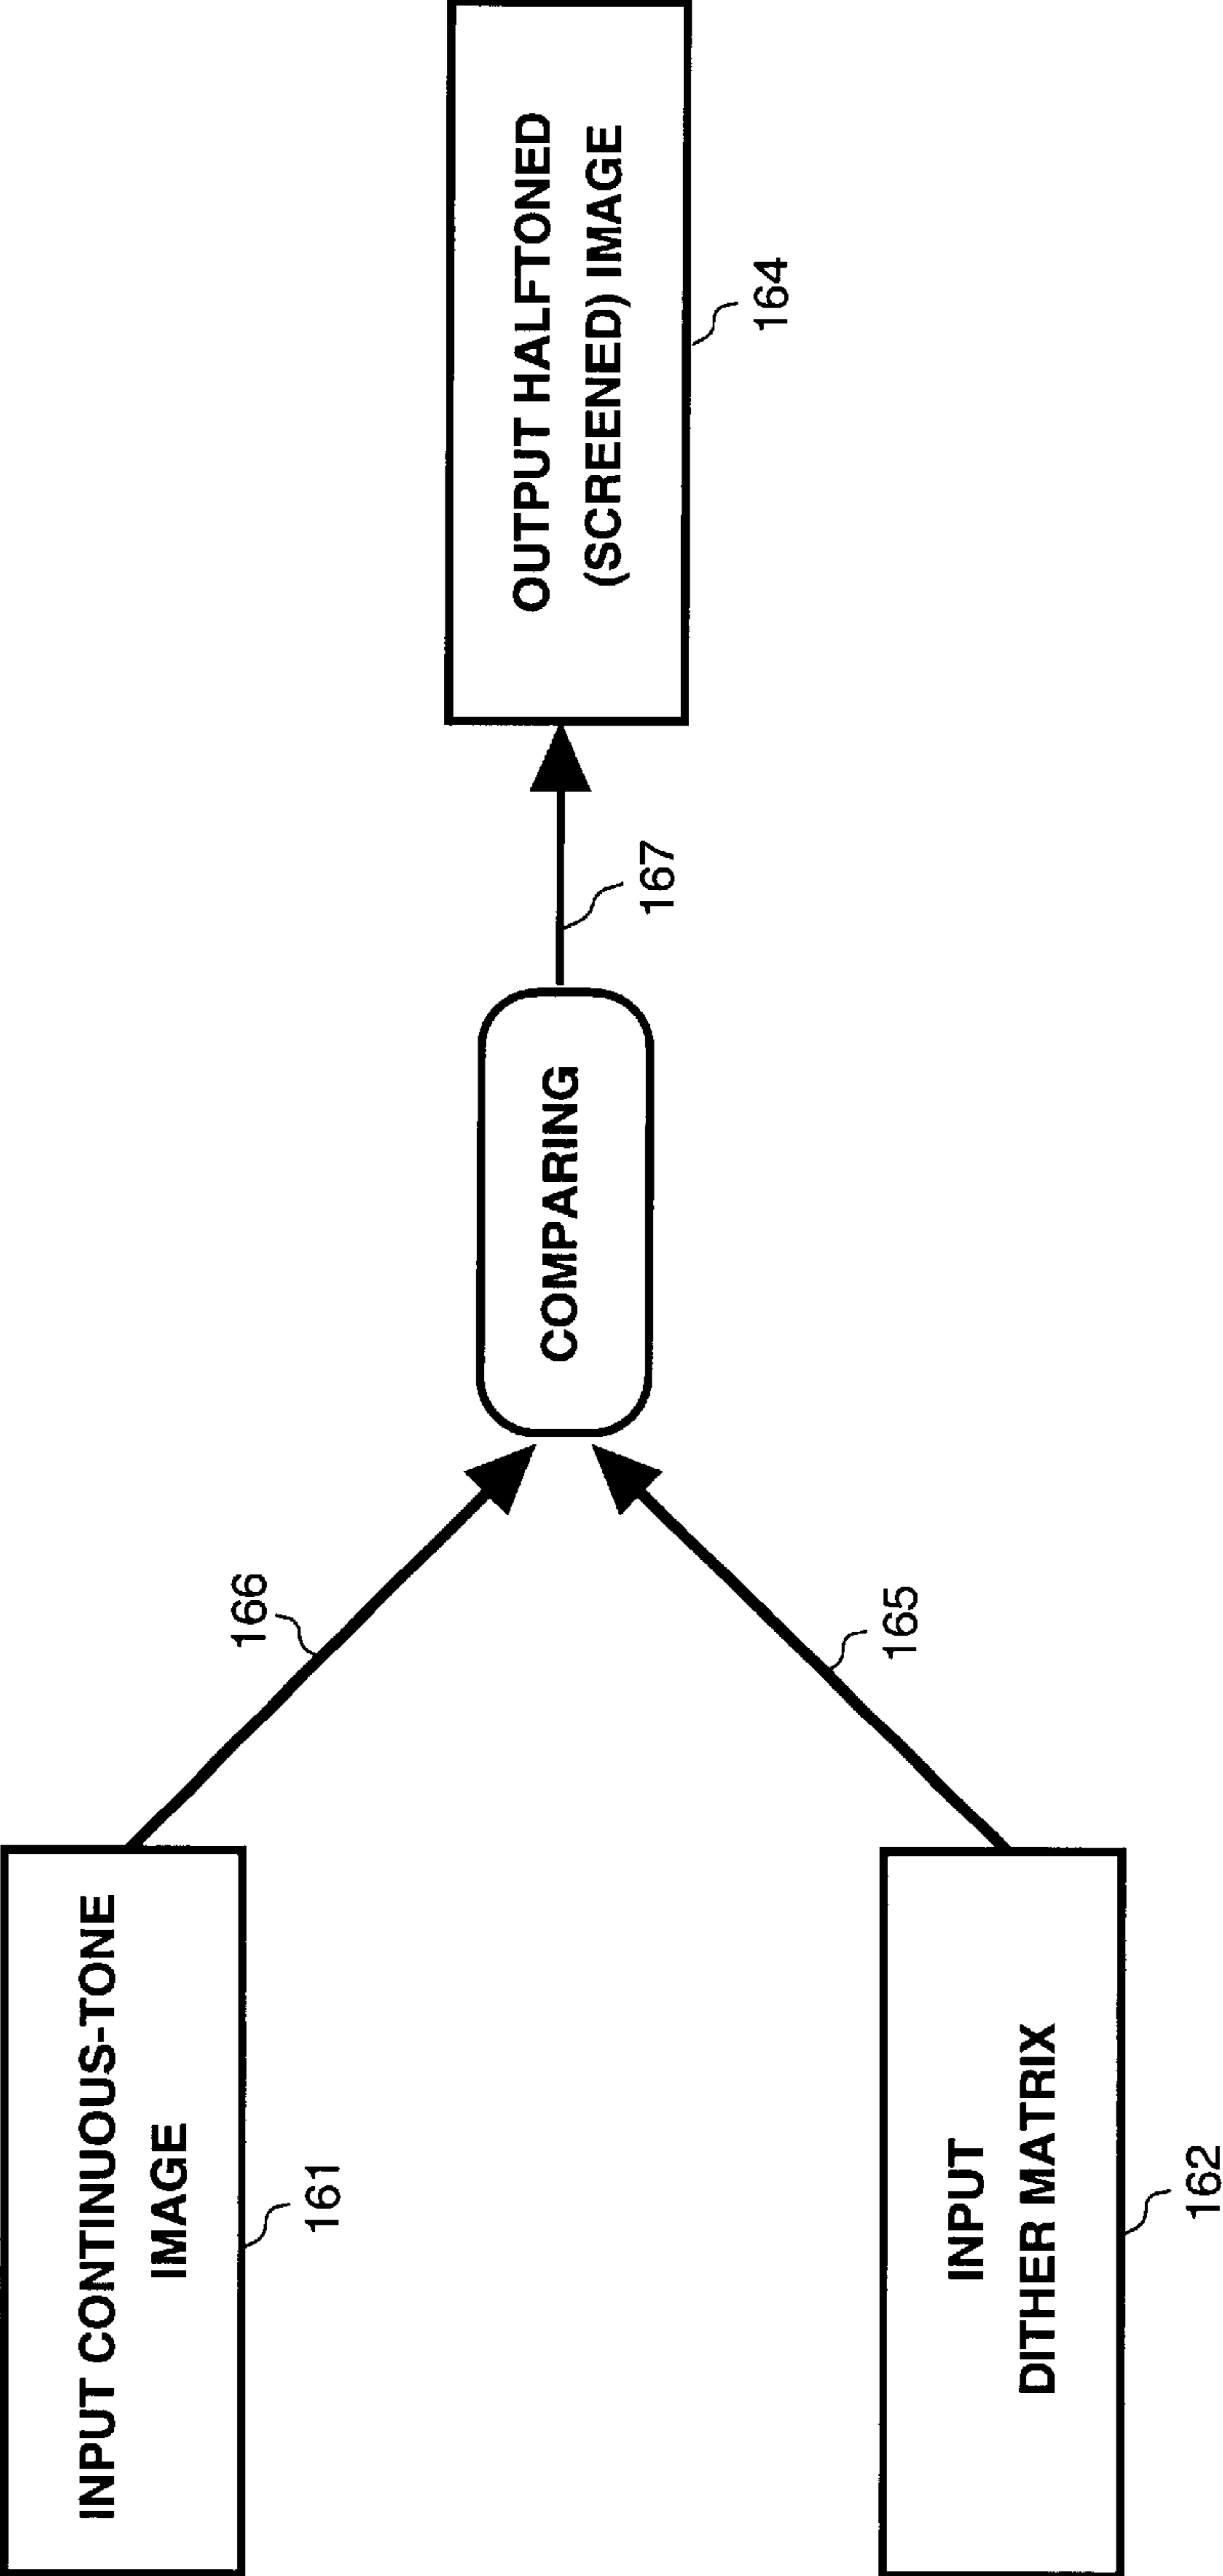 INPUT CONTINUOUS-TONE
IMAGE
161
166
INPUT
DITHER MATRIX
162
165
COMPARING
167
OUTPUT HALFTONED
(SCREENED) IMAGE
164